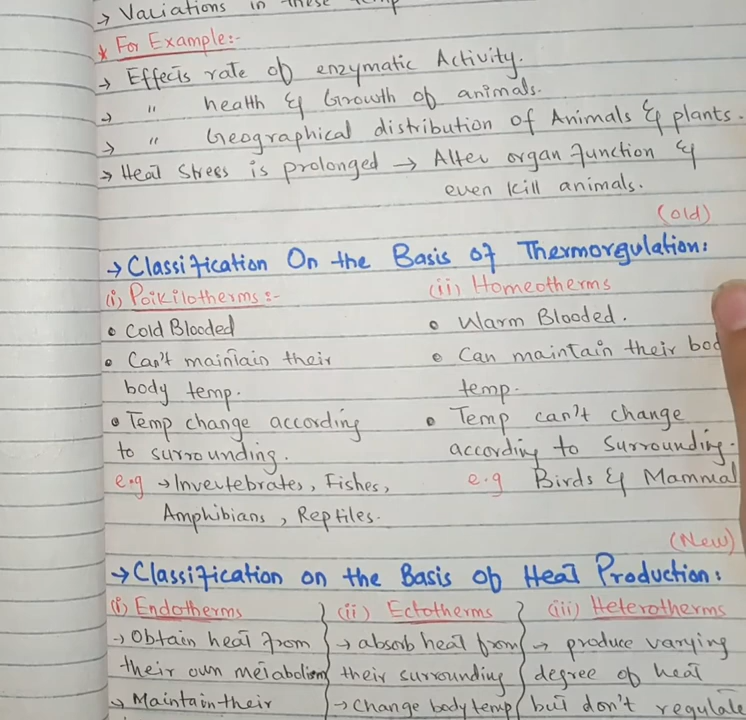 → Variations in these temp
* For Example:-
→ Effects rate of enzymatic Activity.
→ " health & Growth of animals.
→ " Geographical distribution of Animals & plants.
→ Heat Stress is prolonged → Alter organ function &
even kill animals.
(old)
→ Classification On the Basis of Thermorgulation:
(i) Poikilotherms:-
• Cold Blooded
• Can't maintain their
body temp.
• Temp change according
to surrounding.
e.g → Invertebrates, Fishes,
Amphibians, Reptiles.
(ii) Homeotherms
• Warm Blooded.
• Can maintain their bod
temp.
• Temp can't change
according to Surrounding.
e.g Birds & Mammal
(New)
→ Classification on the Basis of Heat Production:
(i) Endotherms
→ Obtain heat from
their own metabolism
→ Maintain their
(ii) Ectotherms
→ absorb heat from
their surrounding
→ Change body temp
(iii) Heterotherms
→ produce varying
degree of heat
but don't regulate